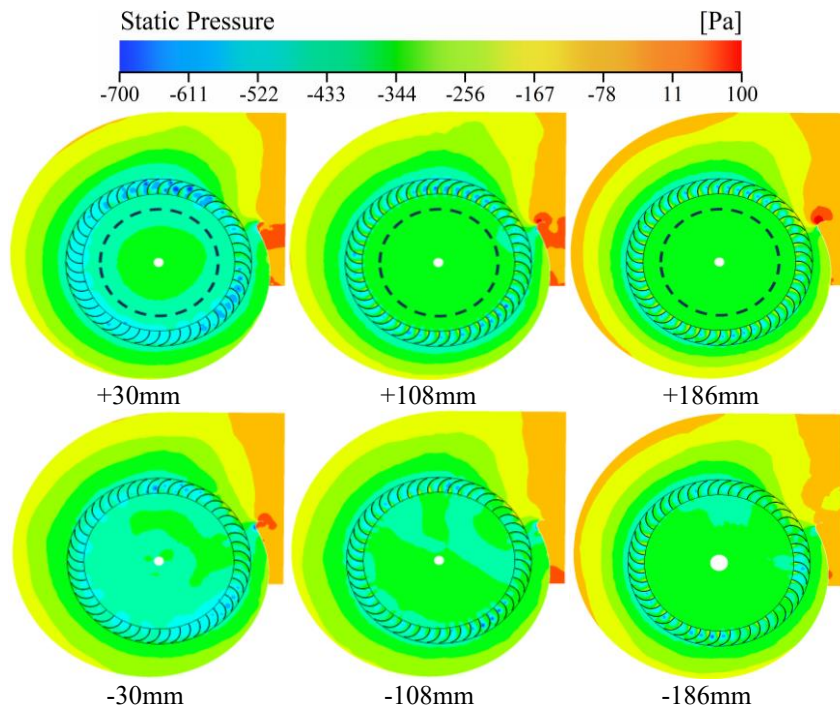 Static Pressure [Pa]
-700 -611 -522 -433 -344 -256 -167 -78 11 100
+30mm +108mm +186mm
-30mm -108mm -186mm